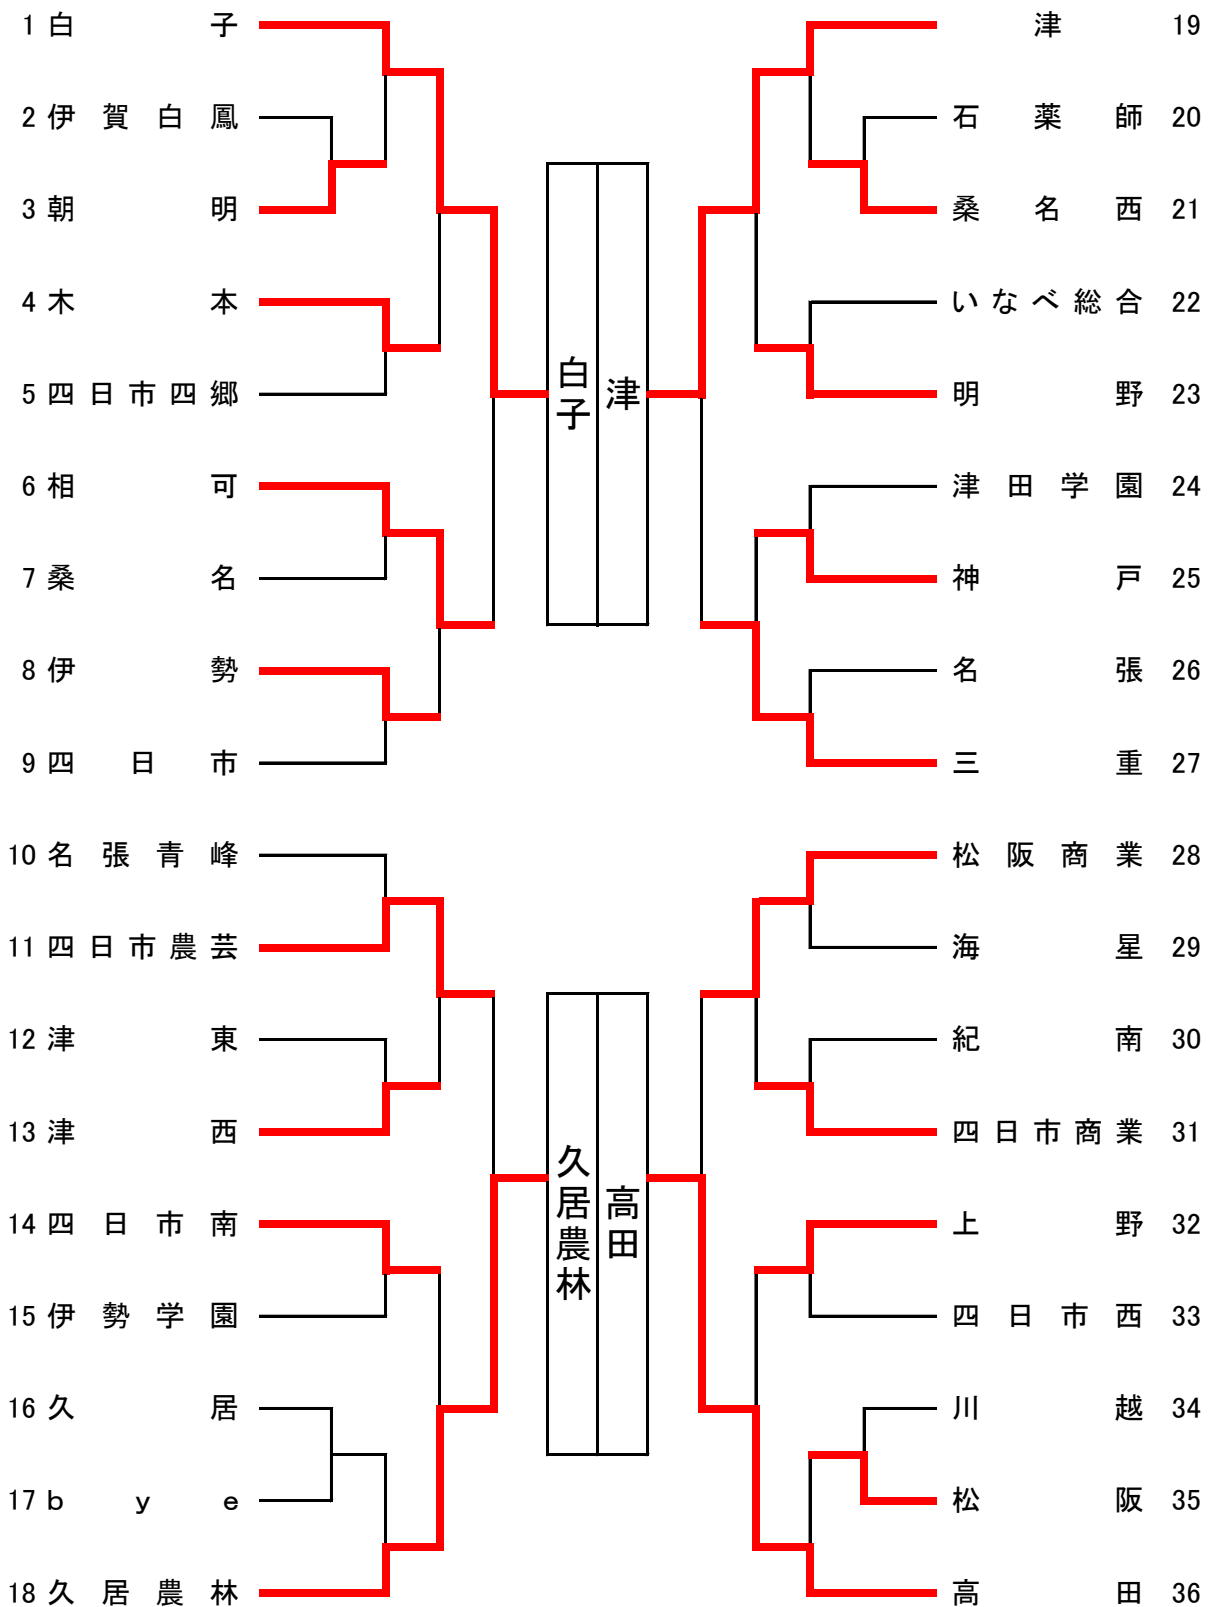 1 白子
2 伊賀白鳳
3 朝明
4 木本
5 四日市四郷
6 相可
7 桑名
8 伊勢
9 四日市
10 名張青峰
11 四日市農芸
12 津東
13 津西
14 四日市南
15 伊勢学園
16 久居
17 ｂｙｅ
18 久居農林
白子
津
久居農林
高田
津 19
石薬師 20
桑名西 21
いなべ総合 22
明野 23
津田学園 24
神戸 25
名張 26
三重 27
松阪商業 28
海星 29
紀南 30
四日市商業 31
上野 32
四日市西 33
川越 34
松阪 35
高田 36